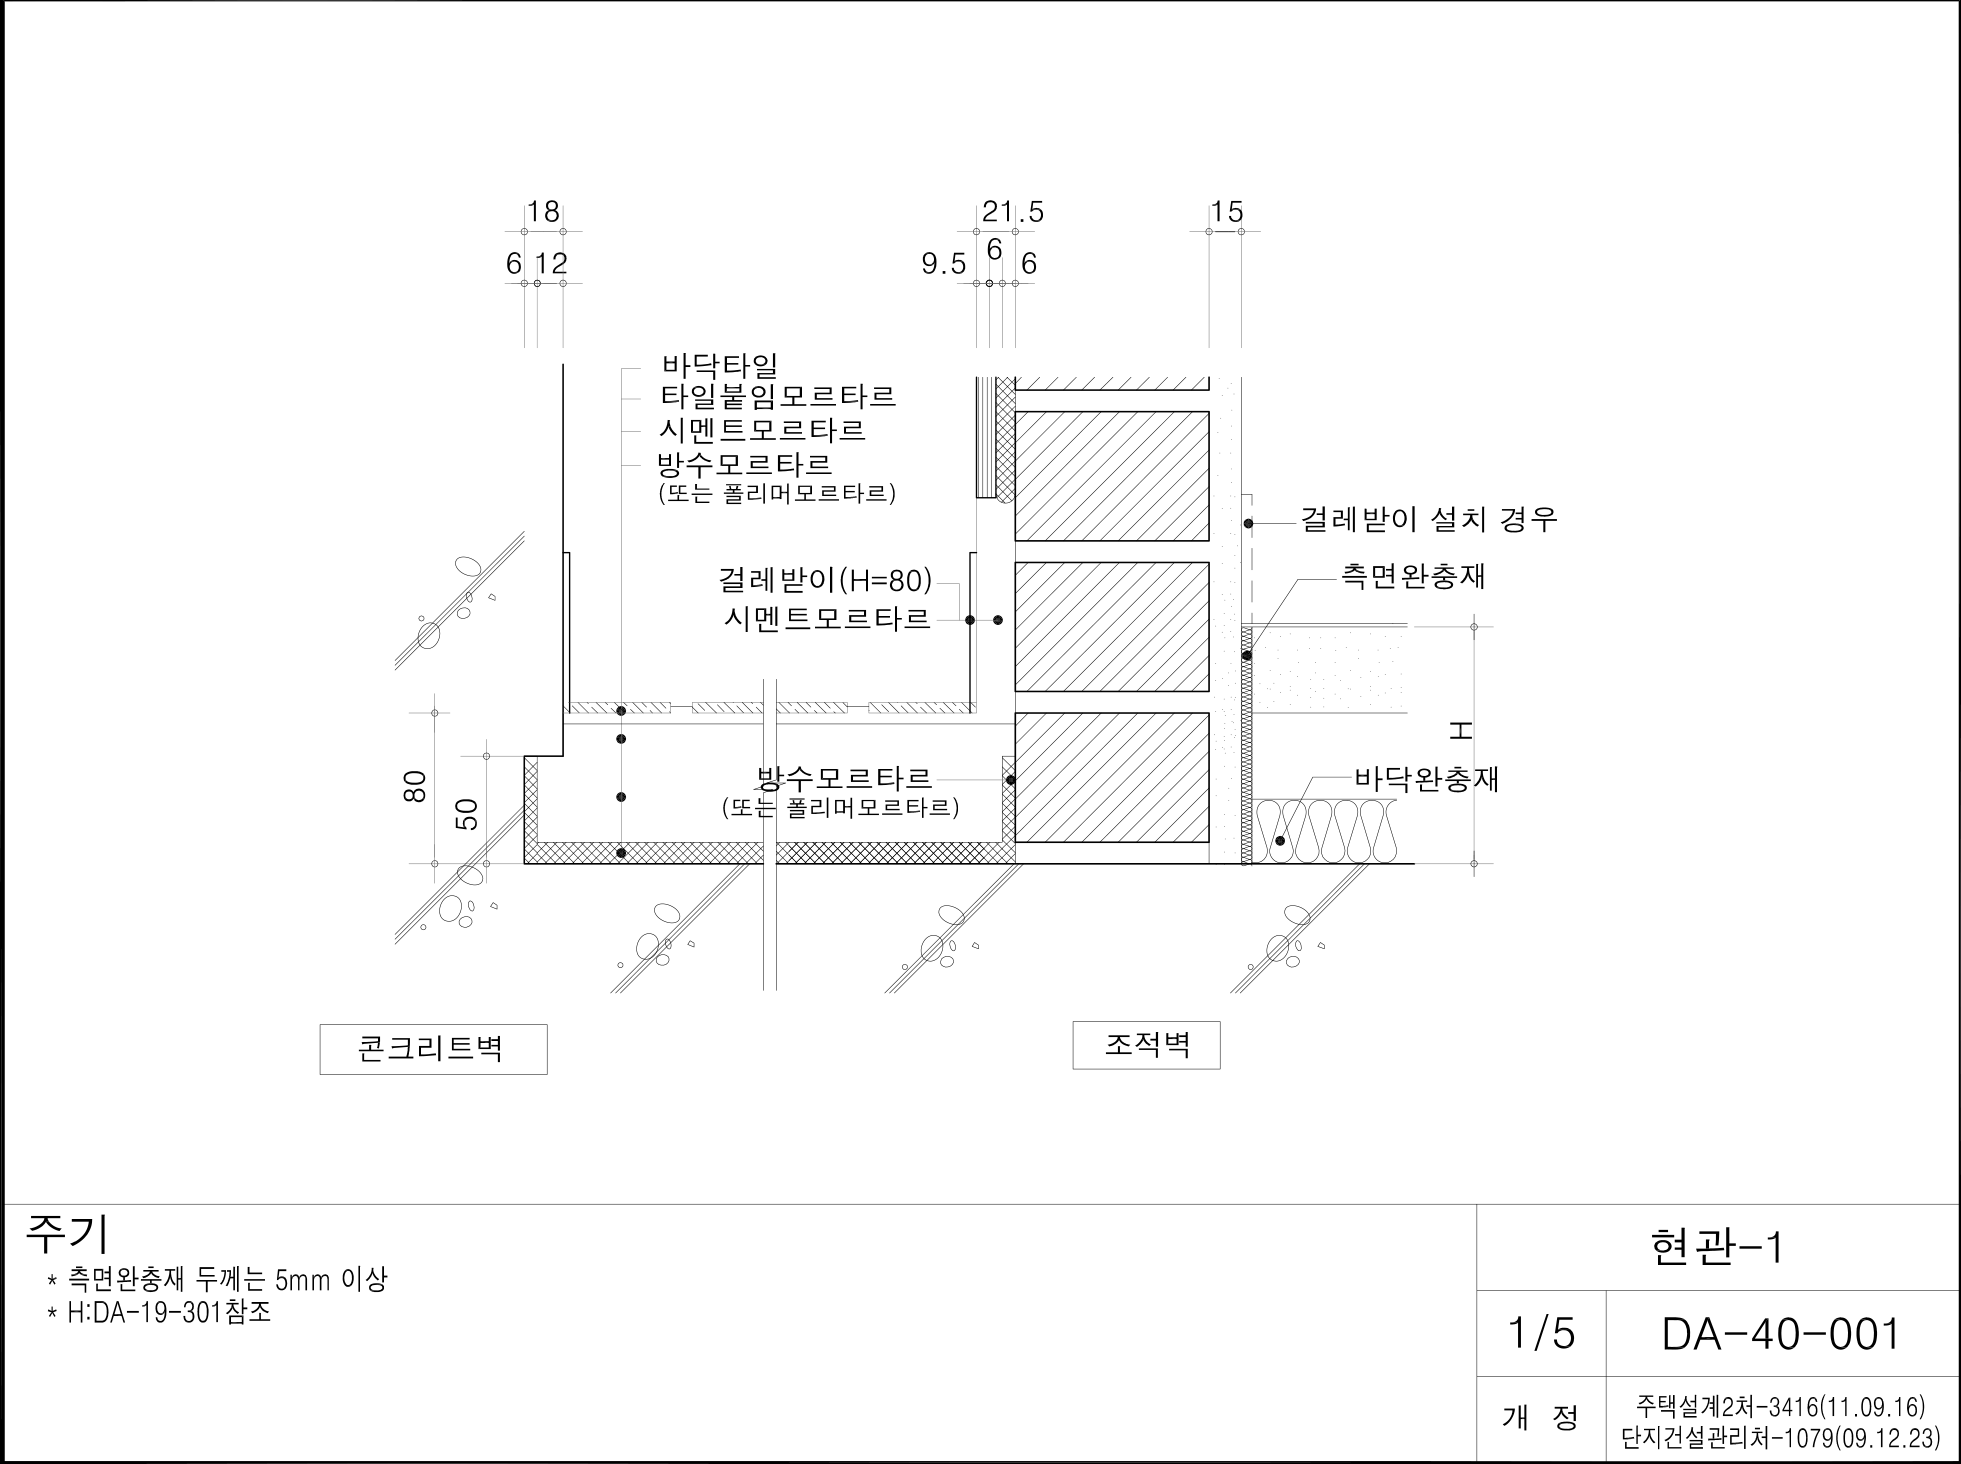 18
21.5
15
6
12
9.5
6
6
바닥타일
타일붙임모르타르
시멘트모르타르
방수모르타르
(또는 폴리머모르타르)
걸레받이 설치 경우
측면완충재
걸레받이(H=80)
시멘트모르타르
H
80
50
방수모르타르
(또는 폴리머모르타르)
바닥완충재
콘크리트벽
조적벽
주기
* 측면완충재 두께는 5mm 이상
* H:DA-19-301참조
현관-1
1/5
DA-40-001
개 정
주택설계2처-3416(11.09.16)
단지건설관리처-1079(09.12.23)